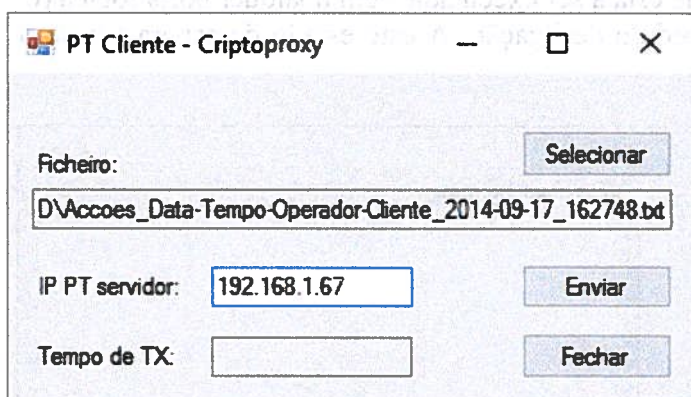 PT Cliente - Criptoproxy
Selecionar
Ficheiro:
D\Accoes_Data-Tempo-Operador-Cliente_2014-09-17_162748.txt
IP PT servidor: 192.168.1.67 Enviar
Tempo de TX: Fechar